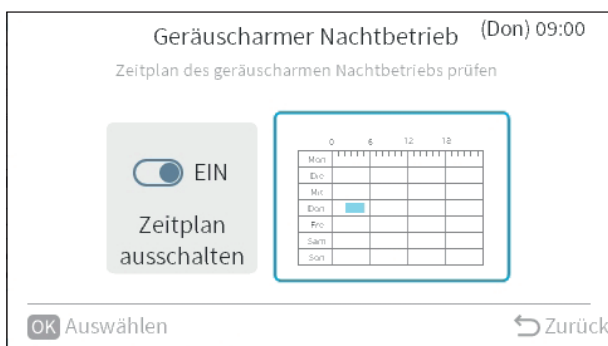 Geräuscharmer Nachtbetrieb (Don) 09:00
Zeitplan des geräuscharmen Nachtbetriebs prüfen
EIN
Zeitplan
ausschalten
0 6 12 18
Mon
Die
Mit
Don
Fre
Sam
Son
OK Auswählen
Zurück